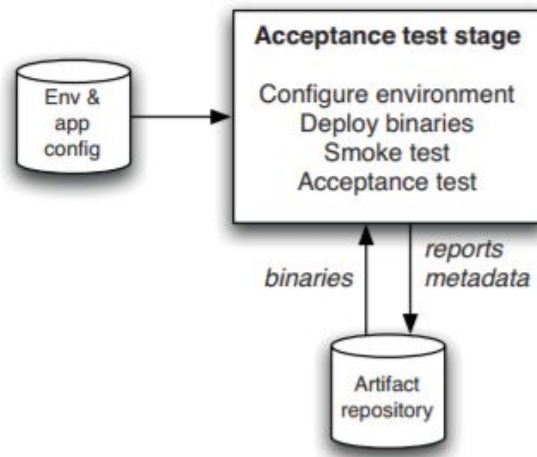 Acceptance test stage
Configure environment
Deploy binaries
Smoke test
Acceptance test
Env &
app
config
binaries
reports
metadata
Artifact
repository